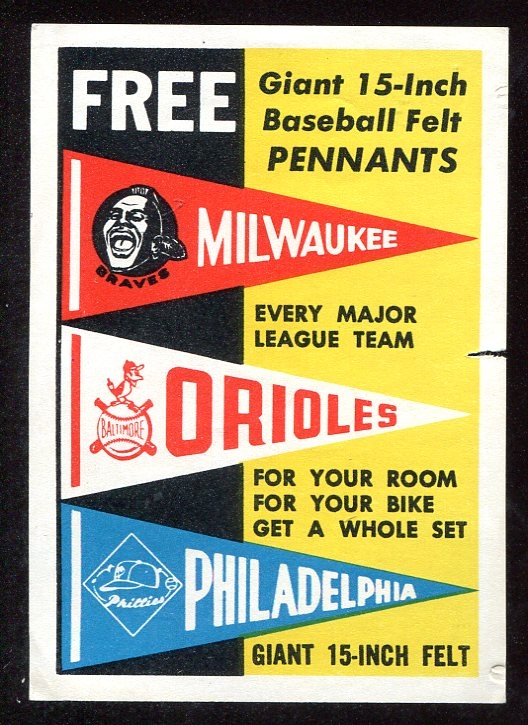 FREE
Giant 15-Inch
Baseball Felt
PENNANTS
BRAVES
MILWAUKEE
EVERY MAJOR
LEAGUE TEAM
BALTIMORE
ORIOLES
FOR YOUR ROOM
FOR YOUR BIKE
GET A WHOLE SET
Phillies
PHILADELPHIA
GIANT 15-INCH FELT